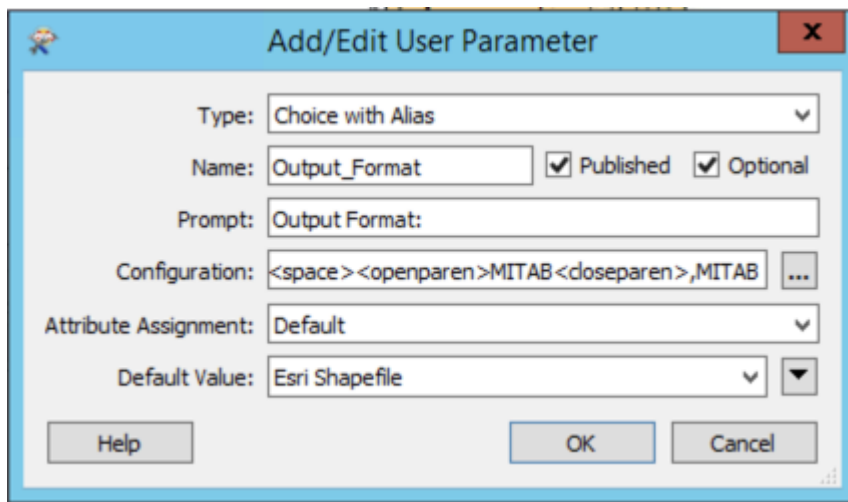 Add/Edit User Parameter
x
Type: Choice with Alias
Name: Output_Format Published Optional
Prompt: Output Format:
Configuration: <space><openparen>MITAB<closeparen>,MITAB ...
Attribute Assignment: Default
Default Value: Esri Shapefile
Help OK Cancel